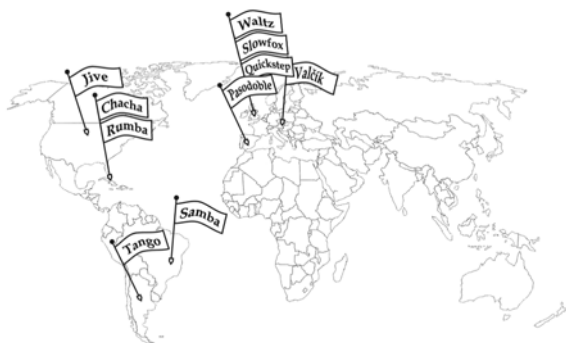 Waltz
Slowfox
Quickstep
Valčík
Jive
Pasodoble
Chacha
Rumba
Samba
Tango